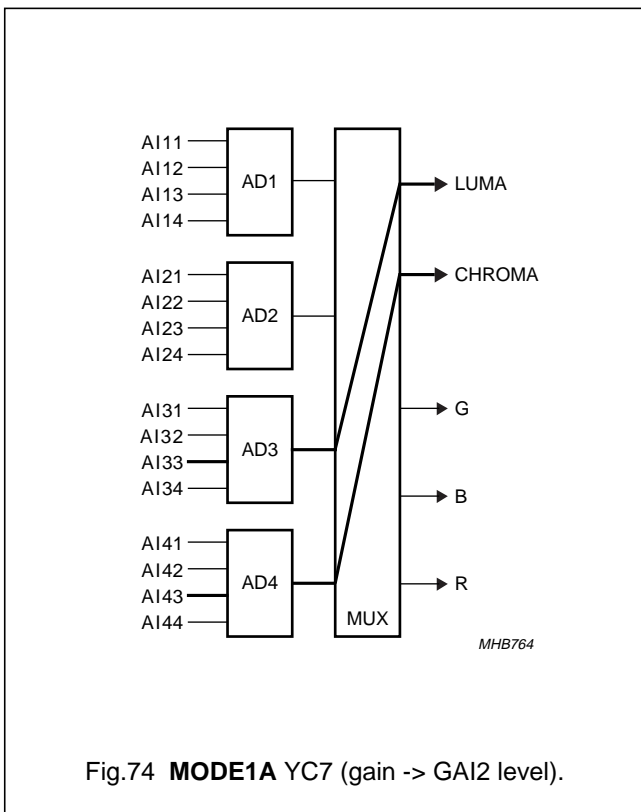 AI11
AI12
AI13
AI14
AD1
AI21
AI22
AI23
AI24
AD2
AI31
AI32
AI33
AI34
AD3
AI41
AI42
AI43
AI44
AD4
MUX
LUMA
CHROMA
G
B
R
MHB764
Fig.74 MODE1A YC7 (gain -> GAI2 level).